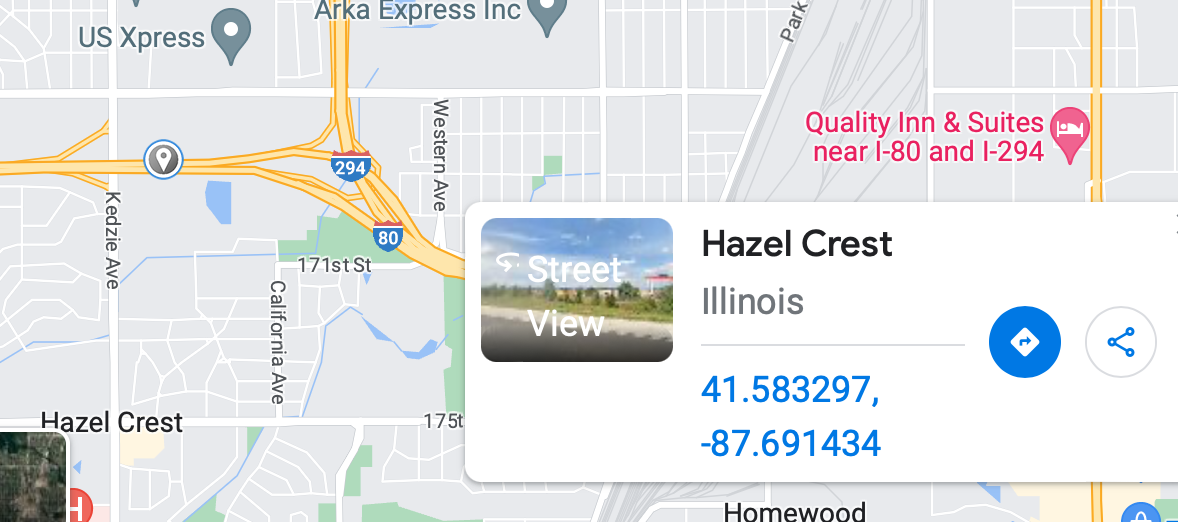 Arka Express Inc
US Xpress
Park
Western Ave
Quality Inn & Suites
near I-80 and I-294
294
Kedzie Ave
80
171st St
California Ave
Street
View
Hazel Crest
Illinois
41.583297,
-87.691434
Hazel Crest
175t
H
Homewood